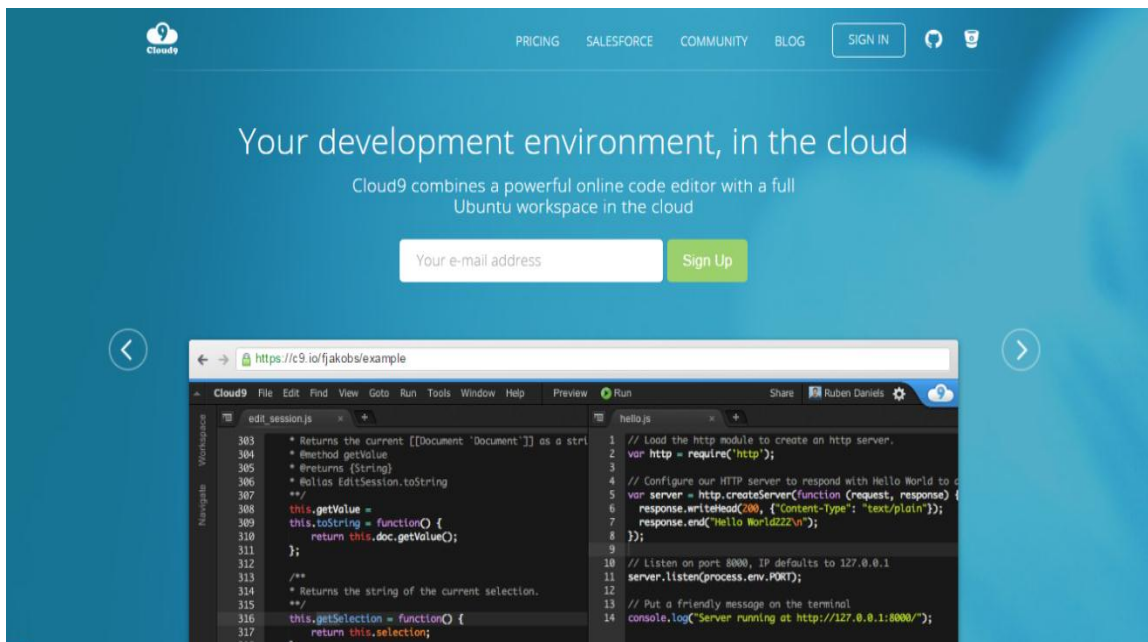 9
Cloud9
PRICING SALESFORCE COMMUNITY BLOG SIGN IN
Your development environment, in the cloud
Cloud9 combines a powerful online code editor with a full
Ubuntu workspace in the cloud
Your e-mail address Sign Up
https://c9.io/fjakobs/example
Cloud9 File Edit Find View Goto Run Tools Window Help Preview Run Share Ruben Daniels 9
Workspace
Navigate
edit_session.js × +
303 * Returns the current [[Document `Document`]] as a stri
304 * @method getValue
305 * @returns {String}
306 * @alias EditSession.toString
307 **/
308 this.getValue =
309 this.toString = function() {
310 return this.doc.getValue();
311 };
312
313 /**
314 * Returns the string of the current selection.
315 **/
316 this.getSelection = function() {
317 return this.selection;
hello.js × +
1 // Load the http module to create an http server.
2 var http = require('http');
3
4 // Configure our HTTP server to respond with Hello World to
5 var server = http.createServer(function (request, response) {
6 response.writeHead(200, {"Content-Type": "text/plain"});
7 response.end("Hello WorldZZZ\n");
8 });
9
10 // Listen on port 8000, IP defaults to 127.0.0.1
11 server.listen(process.env.PORT);
12
13 // Put a friendly message on the terminal
14 console.log("Server running at http://127.0.0.1:8000/");